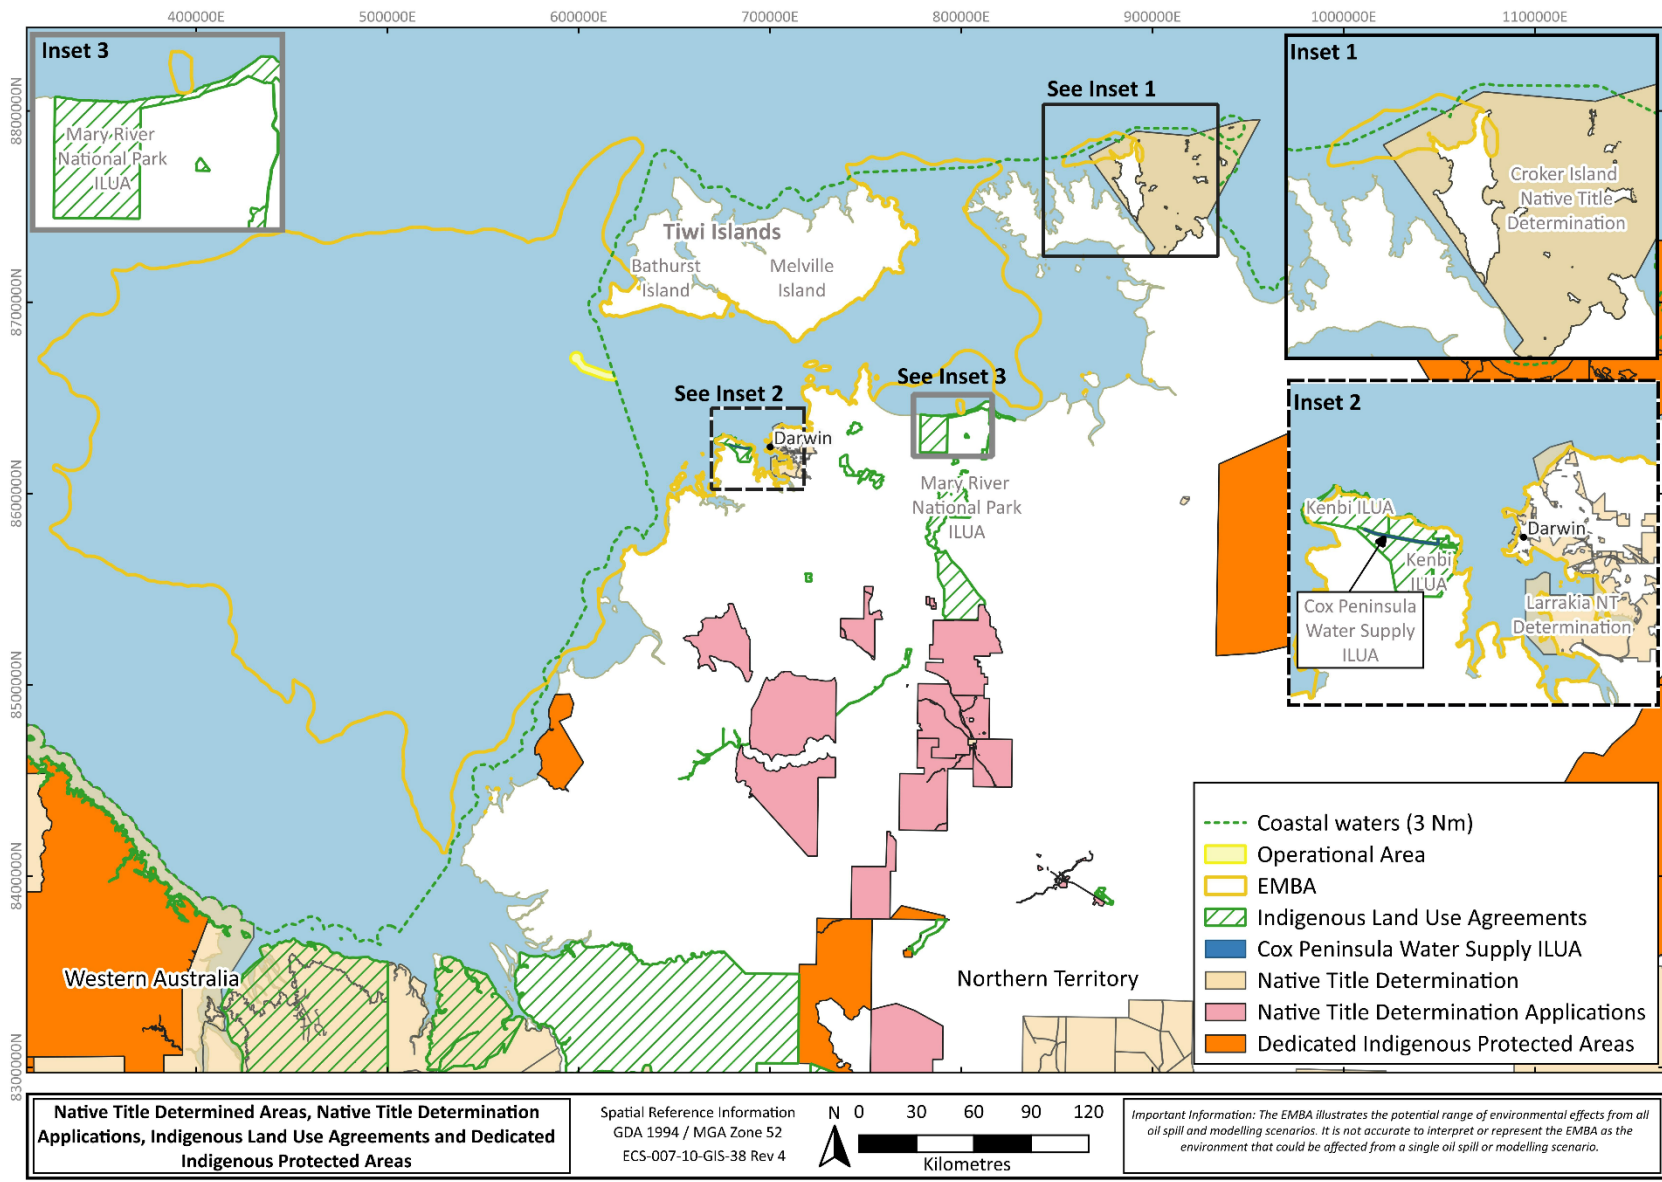 400000E 500000E 600000E 700000E 800000E 900000E 1000000E 1100000E
8800000N
8700000N
8600000N
8500000N
8400000N
8300000N
Inset 3
Mary River
National Park
ILUA
See Inset 1
Inset 1
Croker Island
Native Title
Determination
Tiwi Islands
Bathurst
Island
Melville
Island
See Inset 3
See Inset 2
Darwin
Mary River
National Park
ILUA
Inset 2
Kenbi ILUA
Darwin
Kenbi
ILUA
Cox Peninsula
Water Supply
ILUA
Larrakia NT
Determination
Western Australia
Northern Territory
Coastal waters (3 Nm)
Operational Area
EMBA
Indigenous Land Use Agreements
Cox Peninsula Water Supply ILUA
Native Title Determination
Native Title Determination Applications
Dedicated Indigenous Protected Areas
Native Title Determined Areas, Native Title Determination
Applications, Indigenous Land Use Agreements and Dedicated
Indigenous Protected Areas
Spatial Reference Information
GDA 1994 / MGA Zone 52
ECS-007-10-GIS-38 Rev 4
N 0 30 60 90 120
Kilometres
Important Information: The EMBA illustrates the potential range of environmental effects from all
oil spill and modelling scenarios. It is not accurate to interpret or represent the EMBA as the
environment that could be affected from a single oil spill or modelling scenario.